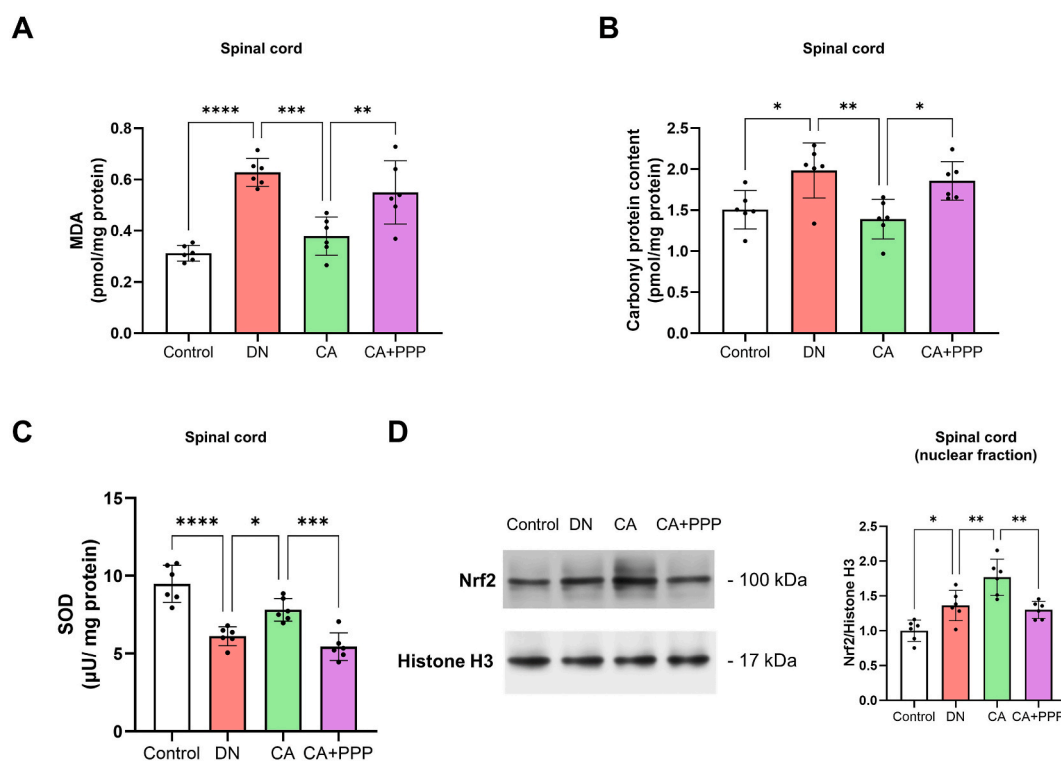 A
Spinal cord
**** *** **
MDA
(pmol/mg protein)
0.8
0.6
0.4
0.2
0.0
Control DN CA CA+PPP
B
Spinal cord
* ** *
Carbonyl protein content
(pmol/mg protein)
2.5
2.0
1.5
1.0
0.5
0.0
Control DN CA CA+PPP
C
Spinal cord
**** * ***
SOD
(µU/ mg protein)
15
10
5
0
Control DN CA CA+PPP
D
Control DN CA CA+PPP
Nrf2 - 100 kDa
Histone H3 - 17 kDa
Spinal cord
(nuclear fraction)
* ** **
Nrf2/Histone H3
2.5
2.0
1.5
1.0
0.5
0.0
Control DN CA CA+PPP